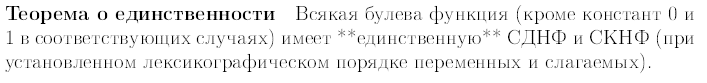 Теорема о единственности Всякая булева функция (кроме констант 0 и
1 в соответствующих случаях) имеет **единственную** СДНФ и СКНФ (при
установленном лексикографическом порядке переменных и слагаемых).